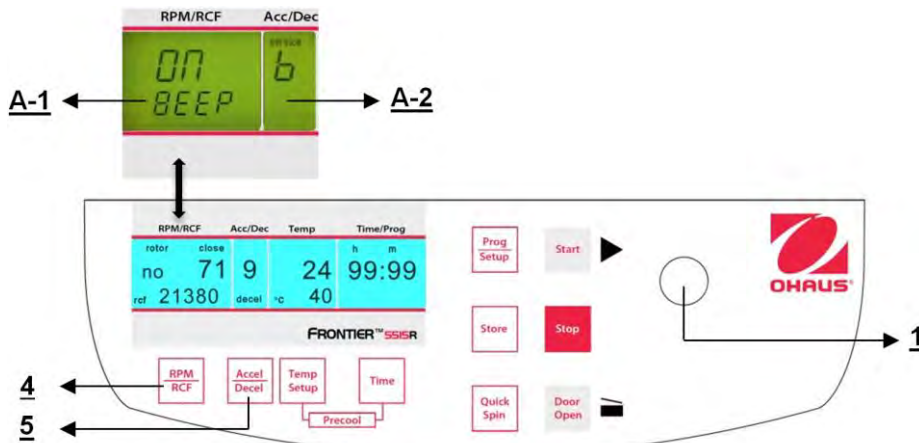 RPM/RCF Acc/Dec
ON
BEEP
b
A-1
A-2
RPM/RCF Acc/Dec Temp Time/Prog
rotor close h m
no 71 9 24 99:99
rcf 21380 decel °C 40
FRONTIER™ 5515R
RPM
RCF
Accel
Decel
Temp
Setup
Time
Precool
Prog
Setup
Start
Store
Stop
Quick
Spin
Door
Open
OHAUS®
1
4
5